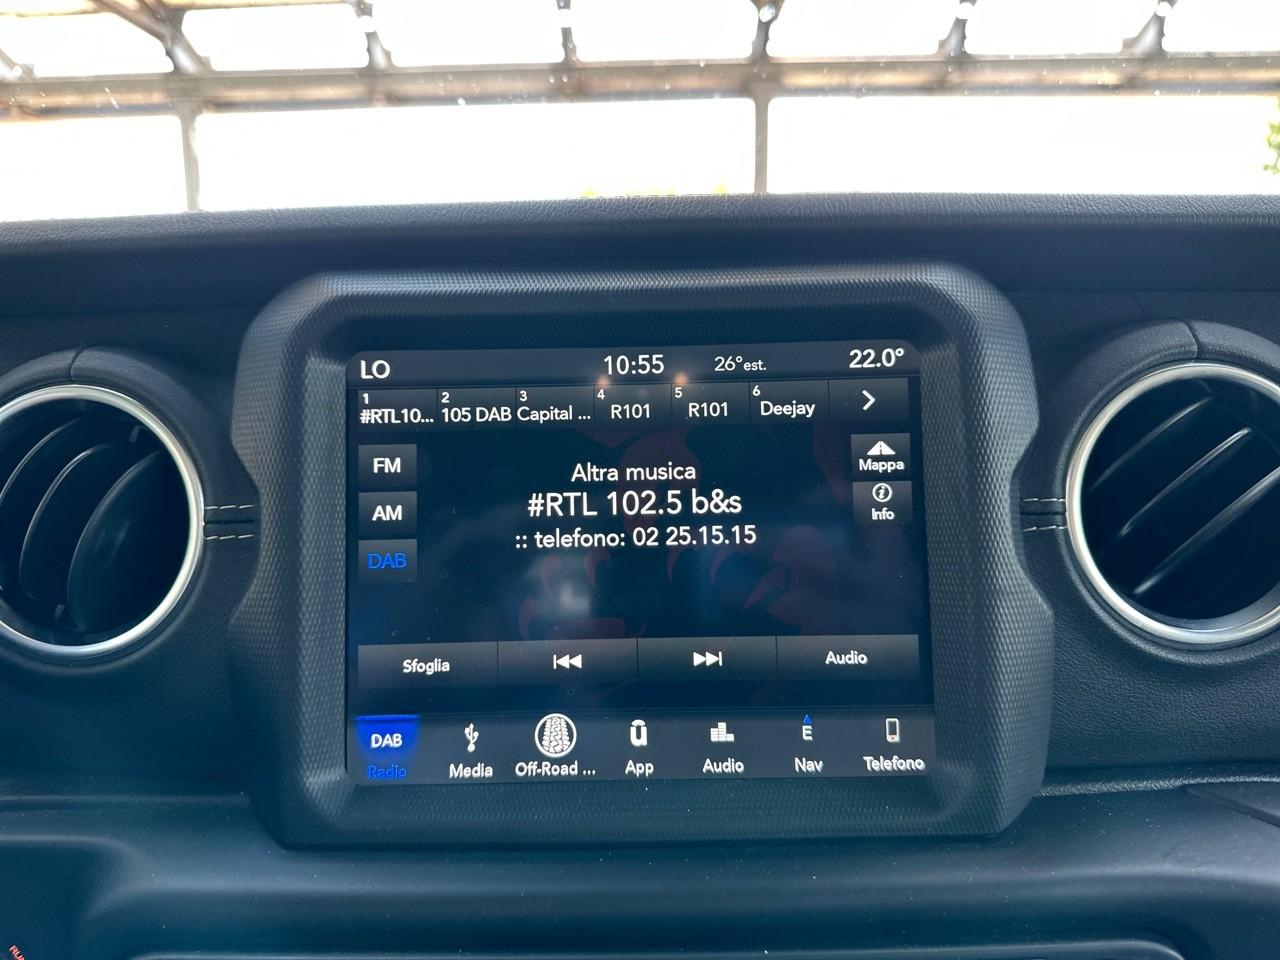 LO 10:55 26°est. 22.0°
1 #RTL10... 2 105 DAB 3 Capital ... 4 R101 5 R101 6 Deejay
FM
AM
DAB
Altra musica
#RTL 102.5 b&s
:: telefono: 02 25.15.15
Mappa
Info
Sfoglia Audio
DAB Radio Media Off-Road ... App Audio E Nav Telefono